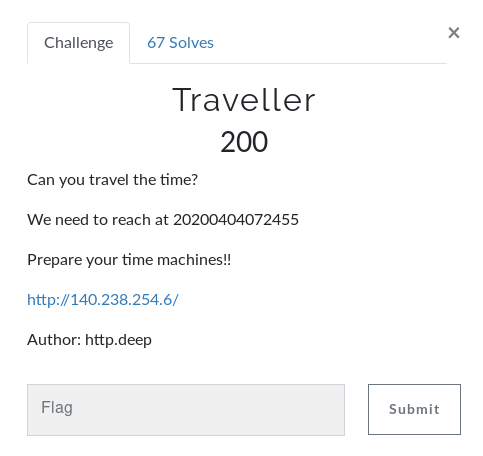 Challenge
67 Solves
×
Traveller
200
Can you travel the time?
We need to reach at 20200404072455
Prepare your time machines!!
http://140.238.254.6/
Author: http.deep
Flag
Submit